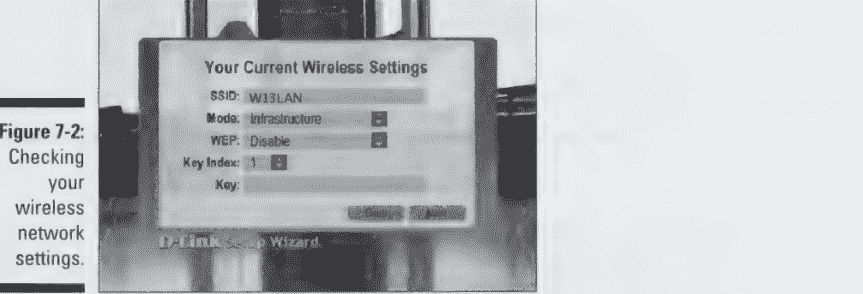 Figure 7-2:
Checking
your
wireless
network
settings.
Your Current Wireless Settings
SSID: W13LAN
Mode: Infrastructure
WEP: Disable
Key Index: 1
Key:
D-Link Setup Wizard